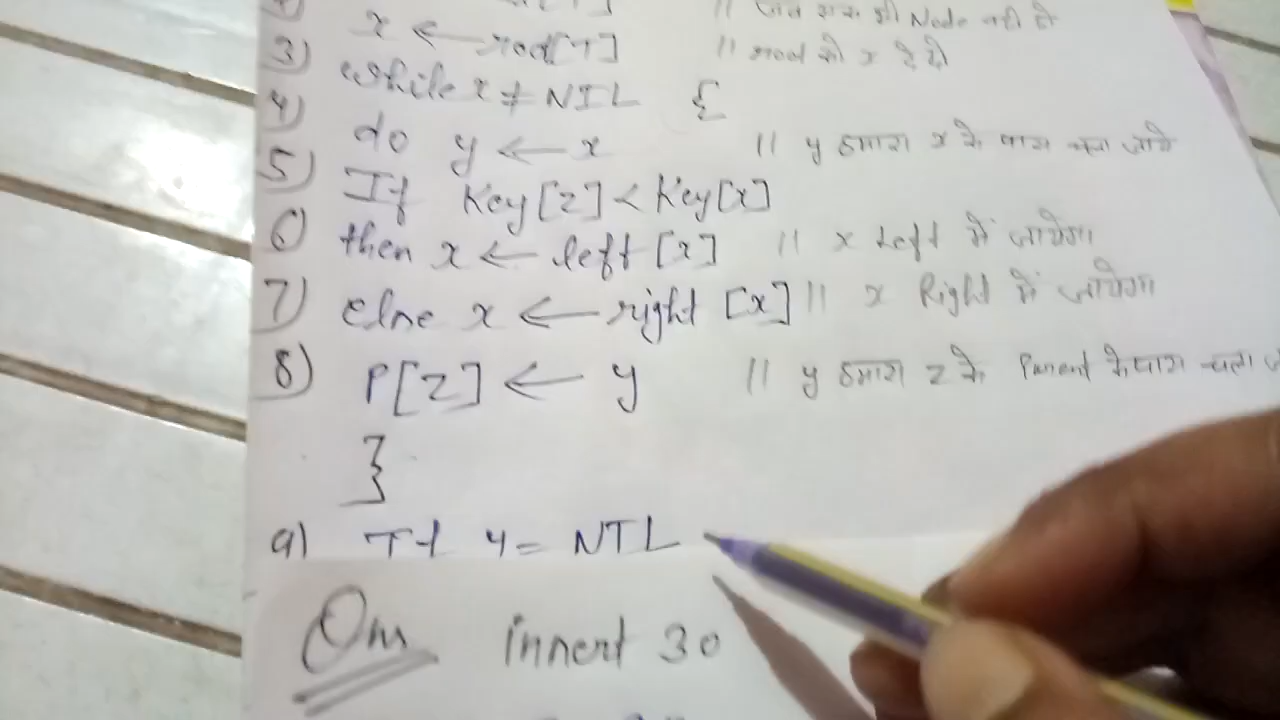 x ← root[T] // root को x दे दो
3) while x ≠ NIL {
4) do y ← x // y हमारा x के पास चला जाये
5) If Key[z] < Key[x]
6) then x ← left [x] // x Left में जायेगा
7) else x ← right [x] // x Right में जायेगा
8) P[Z] ← y // y हमारा z के Parent के पास चला
}
9) If y = NIL
Qm insert 30